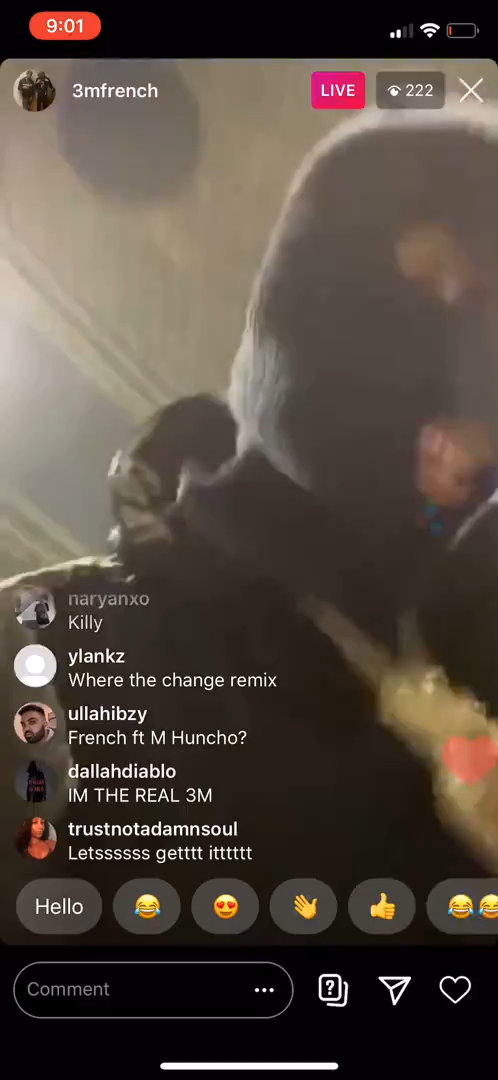 9:01
3mfrench
LIVE
222
naryanxo
Killy
ylankz
Where the change remix
ullahibzy
French ft M Huncho?
dallahdiablo
IM THE REAL 3M
trustnotadamnsoul
Letssssss getttt itttttt
Hello
Comment